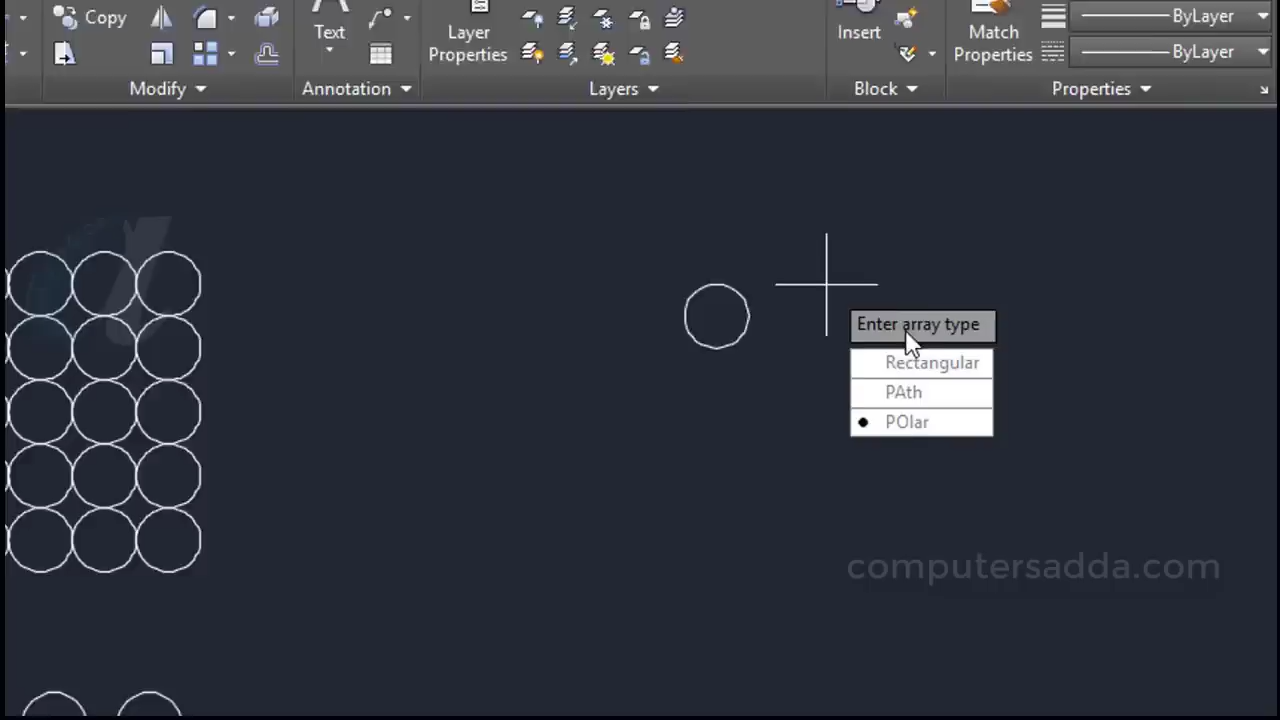 Copy
Text
Layer
Properties
Insert
Match
Properties
ByLayer
ByLayer
Modify
Annotation
Layers
Block
Properties
Enter array type
Rectangular
PAth
POlar
computersadda.com